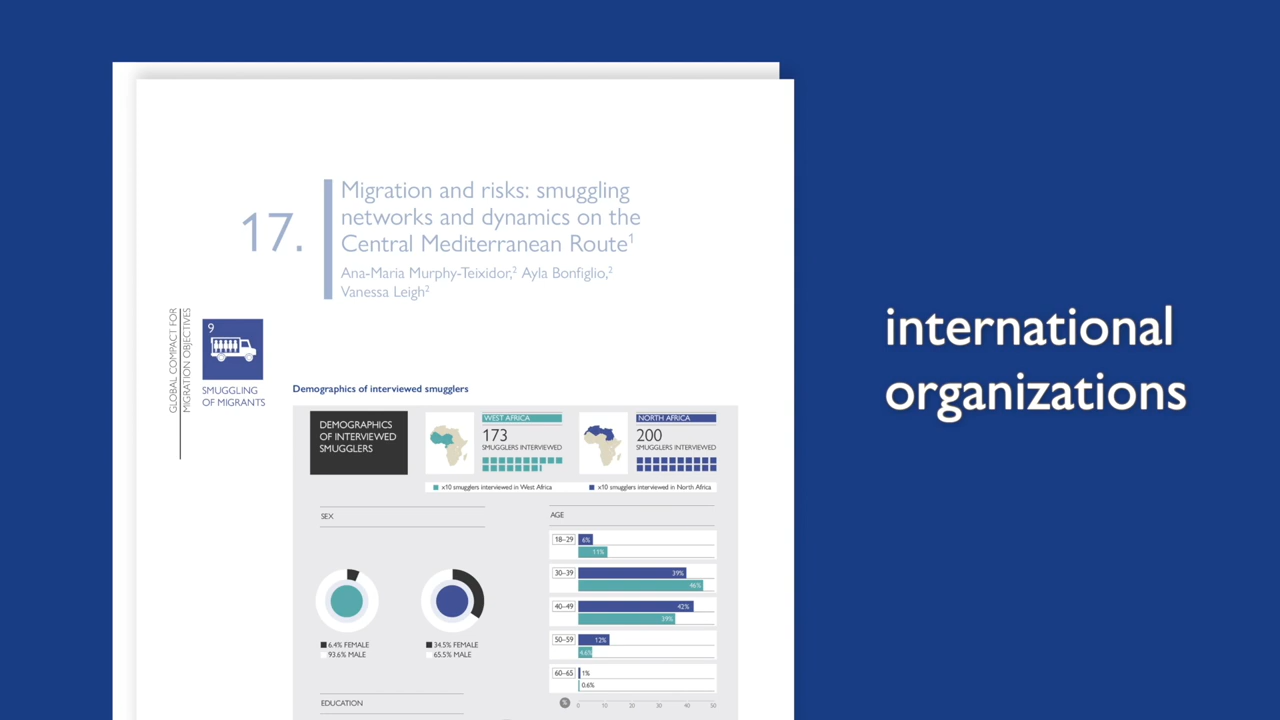 17.
Migration and risks: smuggling
networks and dynamics on the
Central Mediterranean Route1
Ana-Maria Murphy-Teixidor,2 Ayla Bonfiglio,2
Vanessa Leigh2
GLOBAL COMPACT FOR
MIGRATION OBJECTIVES
9
SMUGGLING
OF MIGRANTS
international
organizations
Demographics of interviewed smugglers
DEMOGRAPHICS
OF INTERVIEWED
SMUGGLERS
WEST AFRICA
173
SMUGGLERS INTERVIEWED
NORTH AFRICA
200
SMUGGLERS INTERVIEWED
x10 smugglers interviewed in West Africa
x10 smugglers interviewed in North Africa
SEX
6.4% FEMALE
93.6% MALE
34.5% FEMALE
65.5% MALE
AGE
18–29
6%
11%
30–39
39%
46%
40–49
42%
39%
50–59
12%
4.6%
60–65
1%
0.6%
% 0 10 20 30 40 50
EDUCATION